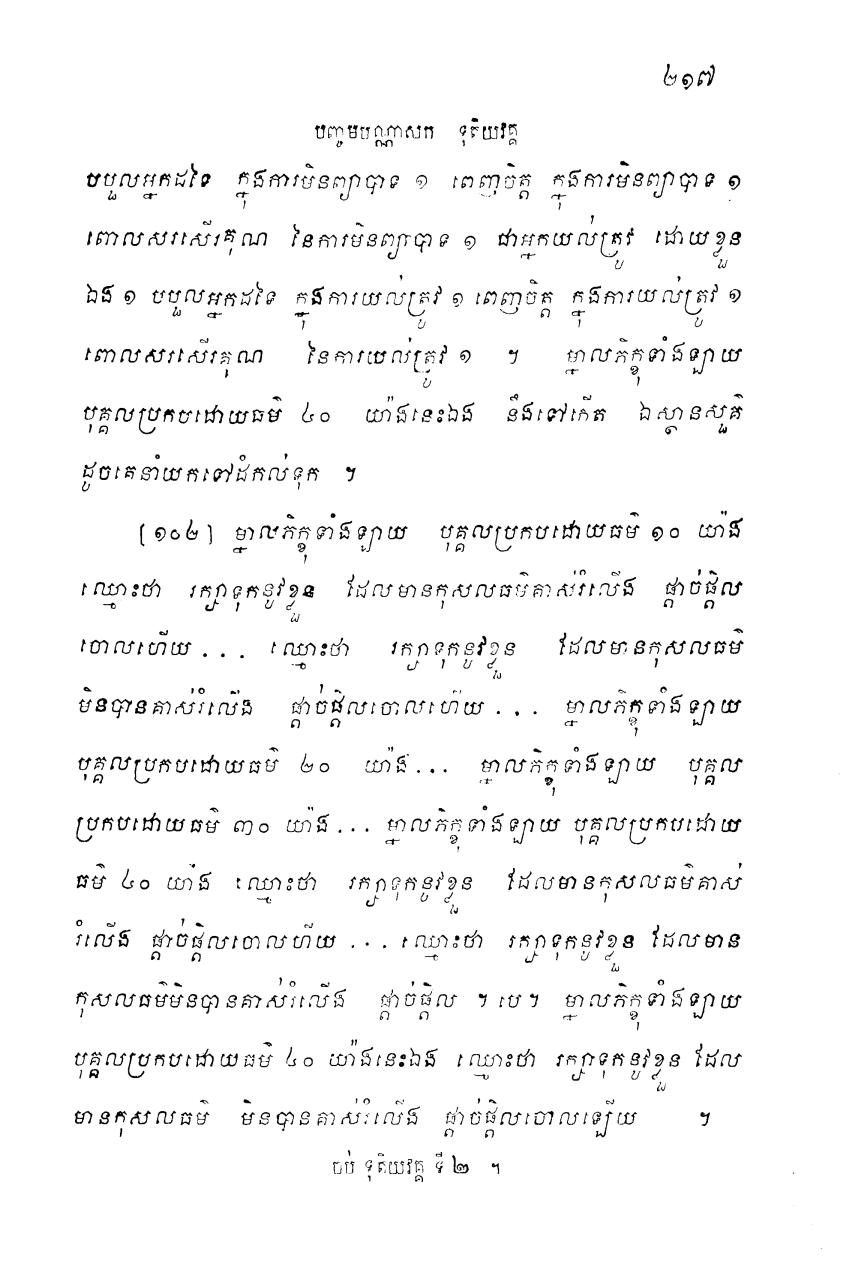 ២១៧
បញ្ចមបណ្ណាសក ទុតិយវគ្គ
បបួលអ្នកដទៃ ក្នុងការមិនព្យាបាទ ១ ពេញចិត្ត ក្នុងការមិនព្យាបាទ ១
ពោលសរសើរគុណ នៃការមិនព្យាបាទ ១ ជាអ្នកយល់ត្រូវ ដោយខ្លួន
ឯង ១ បបួលអ្នកដទៃ ក្នុងការយល់ត្រូវ ១ ពេញចិត្ត ក្នុងការយល់ត្រូវ ១
ពោលសរសើរគុណ នៃការយល់ត្រូវ ១ ។ ម្នាលភិក្ខុទាំងឡាយ
បុគ្គលប្រកបដោយធម៌ ៤០ យ៉ាងនេះឯង នឹងទៅកើត ឯស្ថានសួគ៌
ដូចគេនាំយកទៅដំកល់ទុក ។
[១០២] ម្នាលភិក្ខុទាំងឡាយ បុគ្គលប្រកបដោយធម៌ ១០ យ៉ាង
ឈ្មោះថា រក្សាទុកនូវខ្លួន ដែលមានកុសលធម៌គាស់រំលើង ផ្តាច់ផ្តិល
ចោលហើយ . . . ឈ្មោះថា រក្សាទុកនូវខ្លួន ដែលមានកុសលធម៌
មិនបានគាស់រំលើង ផ្តាច់ផ្តិលចោលហើយ . . . ម្នាលភិក្ខុទាំងឡាយ
បុគ្គលប្រកបដោយធម៌ ២០ យ៉ាង . . . ម្នាលភិក្ខុទាំងឡាយ បុគ្គល
ប្រកបដោយធម៌ ៣០ យ៉ាង . . . ម្នាលភិក្ខុទាំងឡាយ បុគ្គលប្រកបដោយ
ធម៌ ៤០ យ៉ាង ឈ្មោះថា រក្សាទុកនូវខ្លួន ដែលមានកុសលធម៌គាស់
រំលើង ផ្តាច់ផ្តិលចោលហើយ . . . ឈ្មោះថា រក្សាទុកនូវខ្លួន ដែលមាន
កុសលធម៌មិនបានគាស់រំលើង ផ្តាច់ផ្តិល ។ បេ ។ ម្នាលភិក្ខុទាំងឡាយ
បុគ្គលប្រកបដោយធម៌ ៤០ យ៉ាងនេះឯង ឈ្មោះថា រក្សាទុកនូវខ្លួន ដែល
មានកុសលធម៌ មិនបានគាស់រំលើង ផ្តាច់ផ្តិលចោលឡើយ ។
ចប់ ទុតិយវគ្គ ទី ២ ។